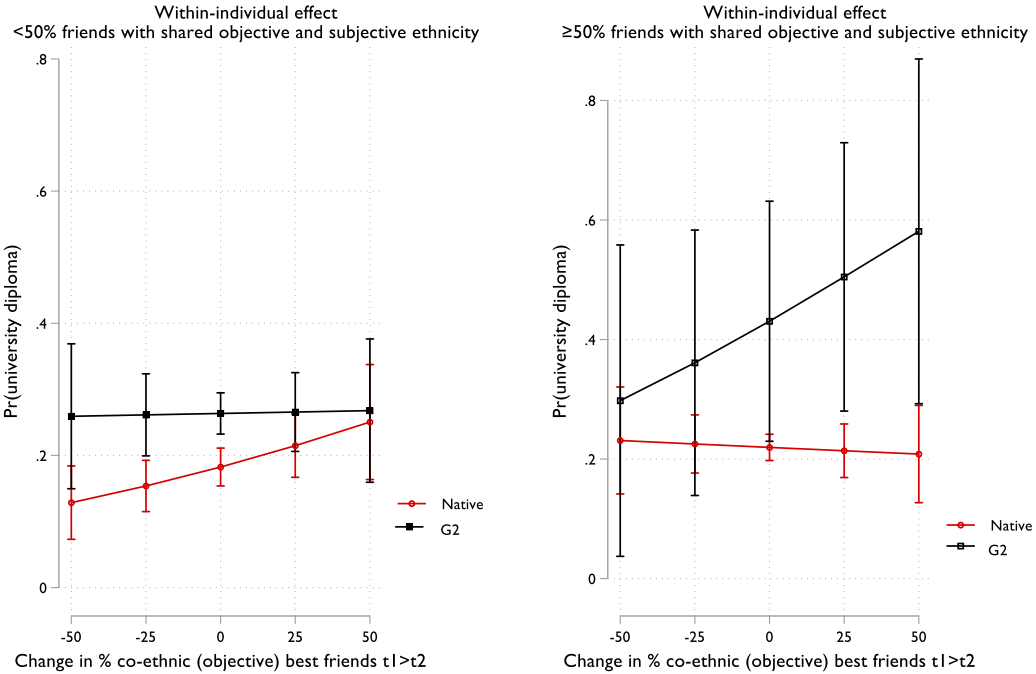 Within-individual effect
<50% friends with shared objective and subjective ethnicity
.8
.6
.4
.2
0
Pr(university diploma)
-50 -25 0 25 50
Change in % co-ethnic (objective) best friends t1>t2
Native
G2
Within-individual effect
≥50% friends with shared objective and subjective ethnicity
.8
.6
.4
.2
0
Pr(university diploma)
-50 -25 0 25 50
Change in % co-ethnic (objective) best friends t1>t2
Native
G2